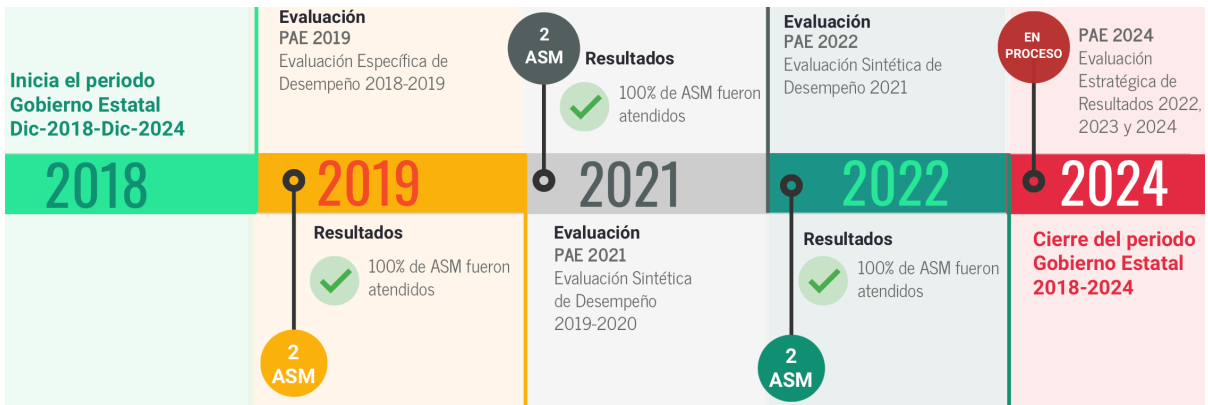 Inicia el periodo
Gobierno Estatal
Dic-2018-Dic-2024
2018
Evaluación
PAE 2019
Evaluación Específica de
Desempeño 2018-2019
2019
Resultados
100% de ASM fueron
atendidos
2
ASM
2
ASM
Resultados
100% de ASM fueron
atendidos
2021
Evaluación
PAE 2021
Evaluación Sintética
de Desempeño
2019-2020
Evaluación
PAE 2022
Evaluación Sintética de
Desempeño 2021
2022
Resultados
100% de ASM fueron
atendidos
2
ASM
EN
PROCESO
PAE 2024
Evaluación
Estratégica de
Resultados 2022,
2023 y 2024
2024
Cierre del periodo
Gobierno Estatal
2018-2024